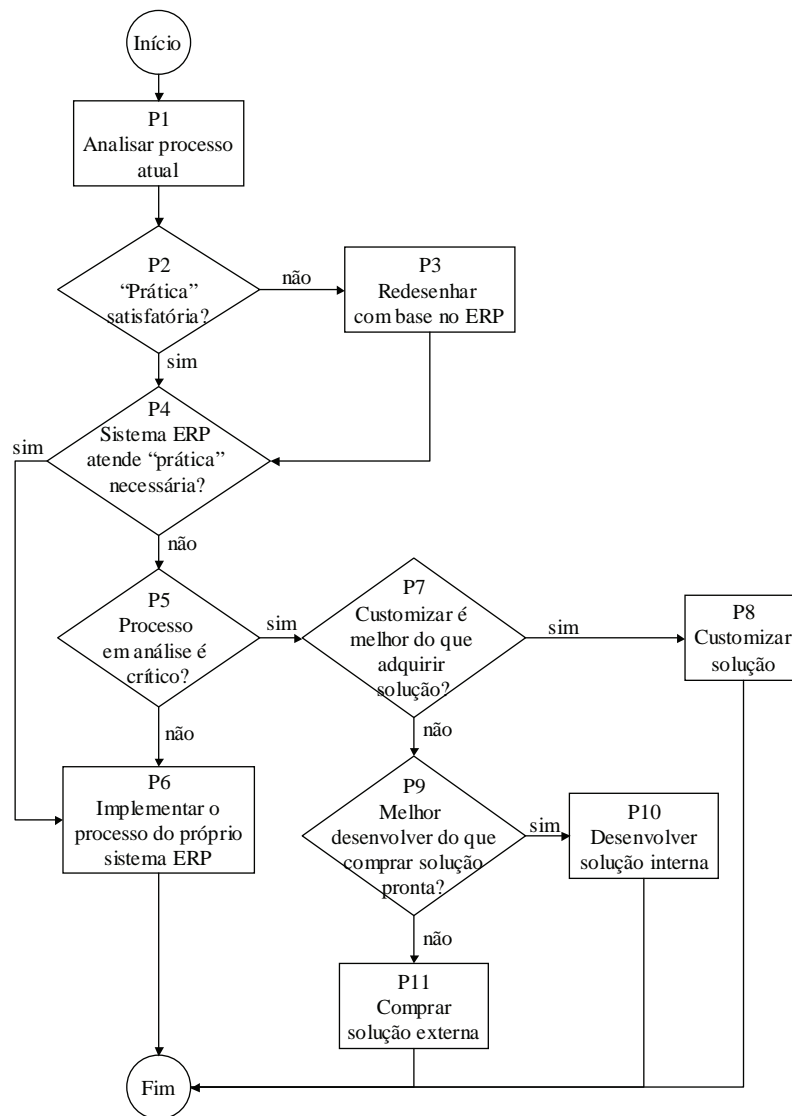 Início
P1
Analisar processo
atual
P2
“Prática”
satisfatória?
não
P3
Redesenhar
com base no ERP
sim
P4
Sistema ERP
atende “prática”
necessária?
sim
não
P5
Processo
em análise é
crítico?
sim
P7
Customizar é
melhor do que
adquirir
solução?
sim
P8
Customizar
solução
não
não
P6
Implementar o
processo do próprio
sistema ERP
P9
Melhor
desenvolver do que
comprar solução
pronta?
sim
P10
Desenvolver
solução interna
não
P11
Comprar
solução externa
Fim